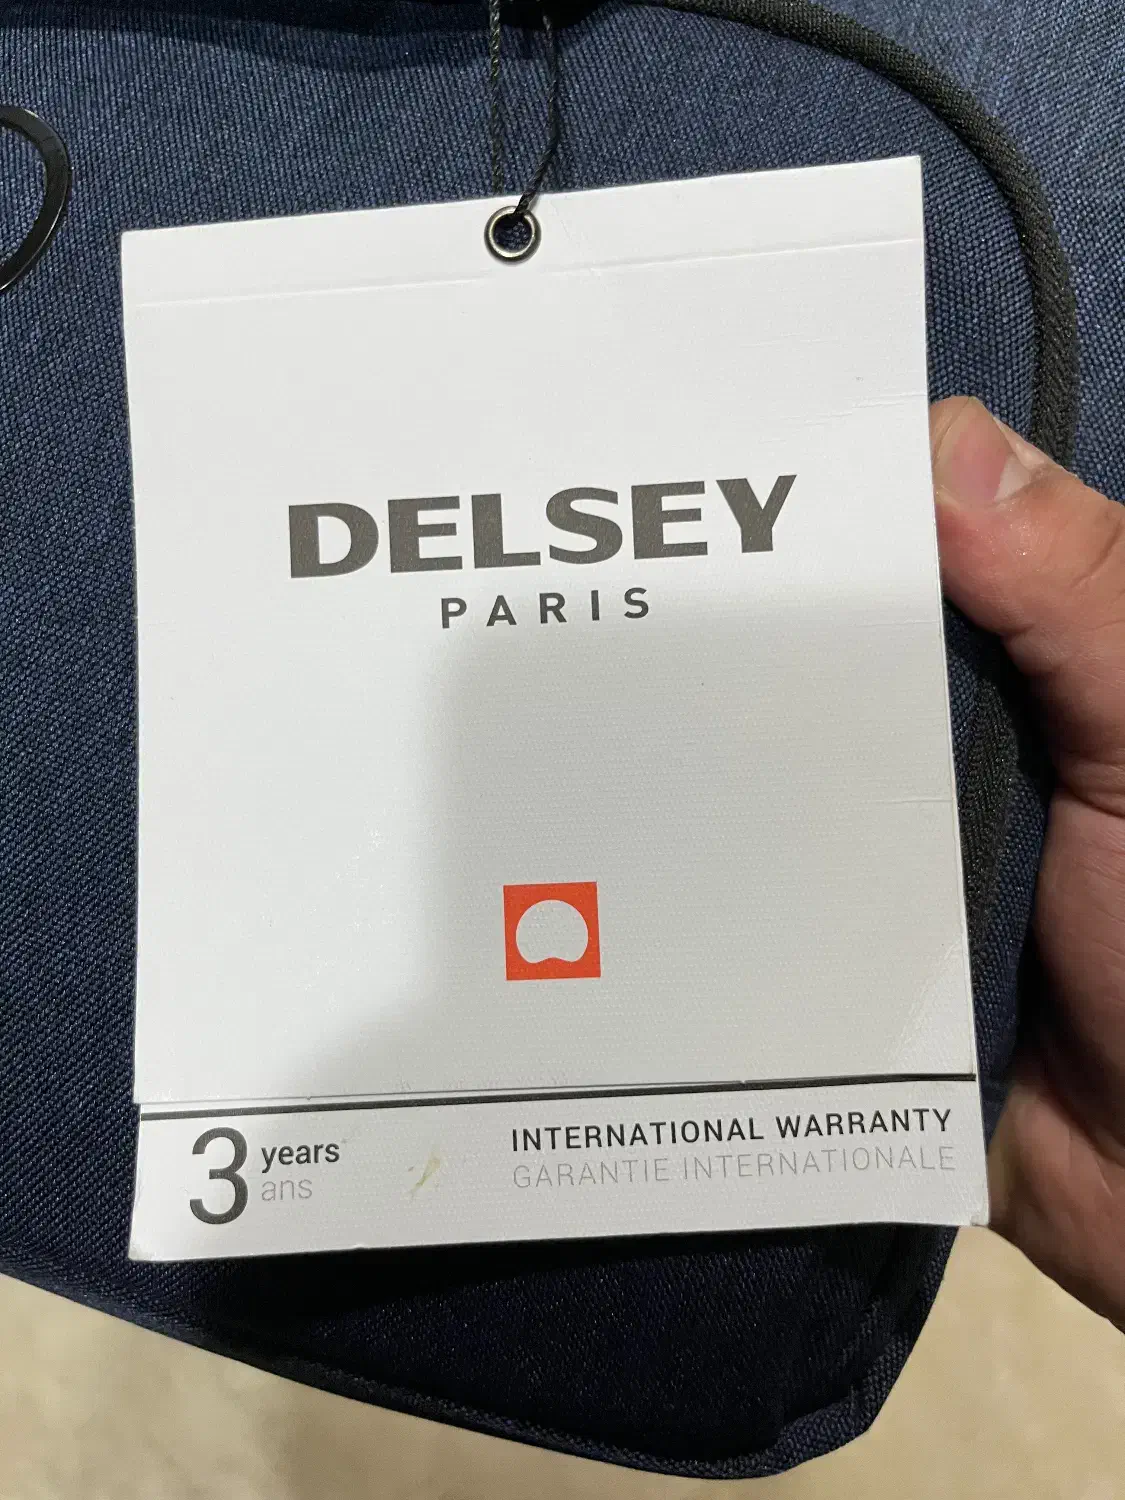 DELSEY
PARIS
3 years
ans
INTERNATIONAL WARRANTY
GARANTIE INTERNATIONALE